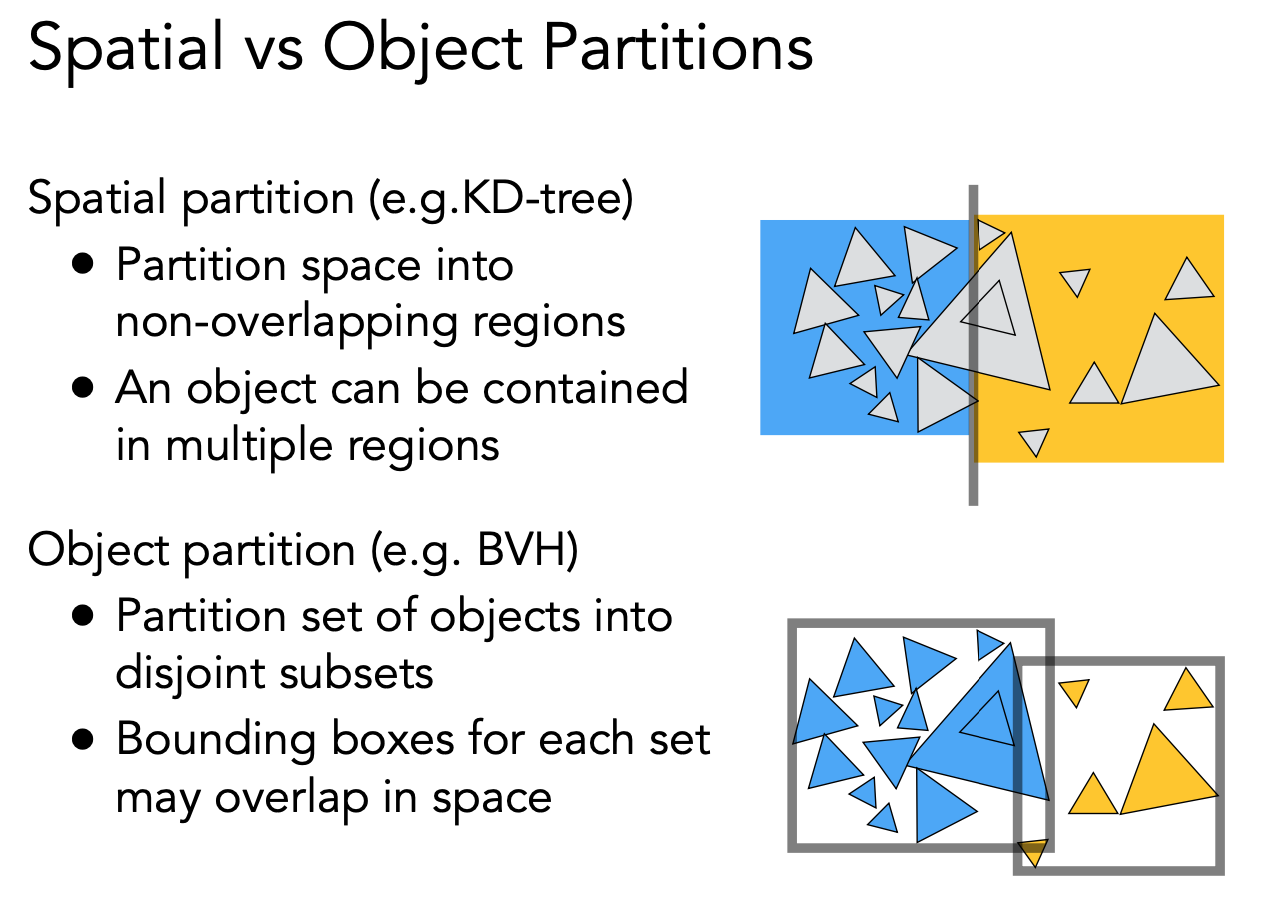 Spatial vs Object Partitions
Spatial partition (e.g.KD-tree)
● Partition space into
non-overlapping regions
● An object can be contained
in multiple regions
Object partition (e.g. BVH)
● Partition set of objects into
disjoint subsets
● Bounding boxes for each set
may overlap in space